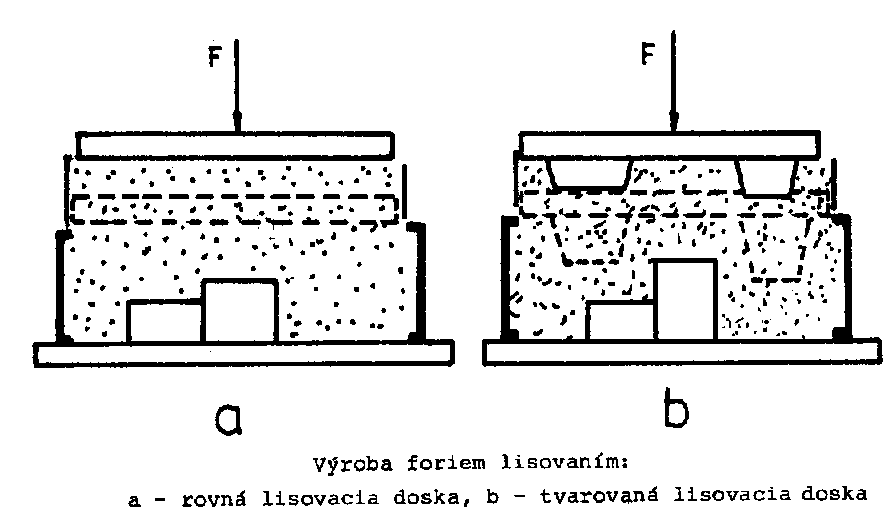 F F
a b
Výroba foriem lisovaním:
a - rovná lisovacia doska, b - tvarovaná lisovacia doska